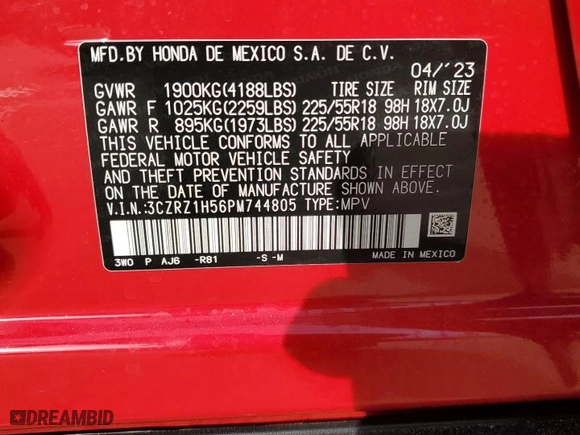 MFD. BY HONDA DE MEXICO S.A. DE C.V.
04/'23
GVWR 1900KG(4188LBS) TIRE SIZE RIM SIZE
GAWR F 1025KG(2259LBS) 225/55R18 98H 18X7.0J
GAWR R 895KG(1973LBS) 225/55R18 98H 18X7.0J
THIS VEHICLE CONFORMS TO ALL APPLICABLE
FEDERAL MOTOR VEHICLE SAFETY
AND THEFT PREVENTION STANDARDS IN EFFECT
ON THE DATE OF MANUFACTURE SHOWN ABOVE.
V.I.N.:3CZRZ1H56PM744805 TYPE:MPV
3W0 P AJ6 -R81 -S -M MADE IN MEXICO
DREAMBID